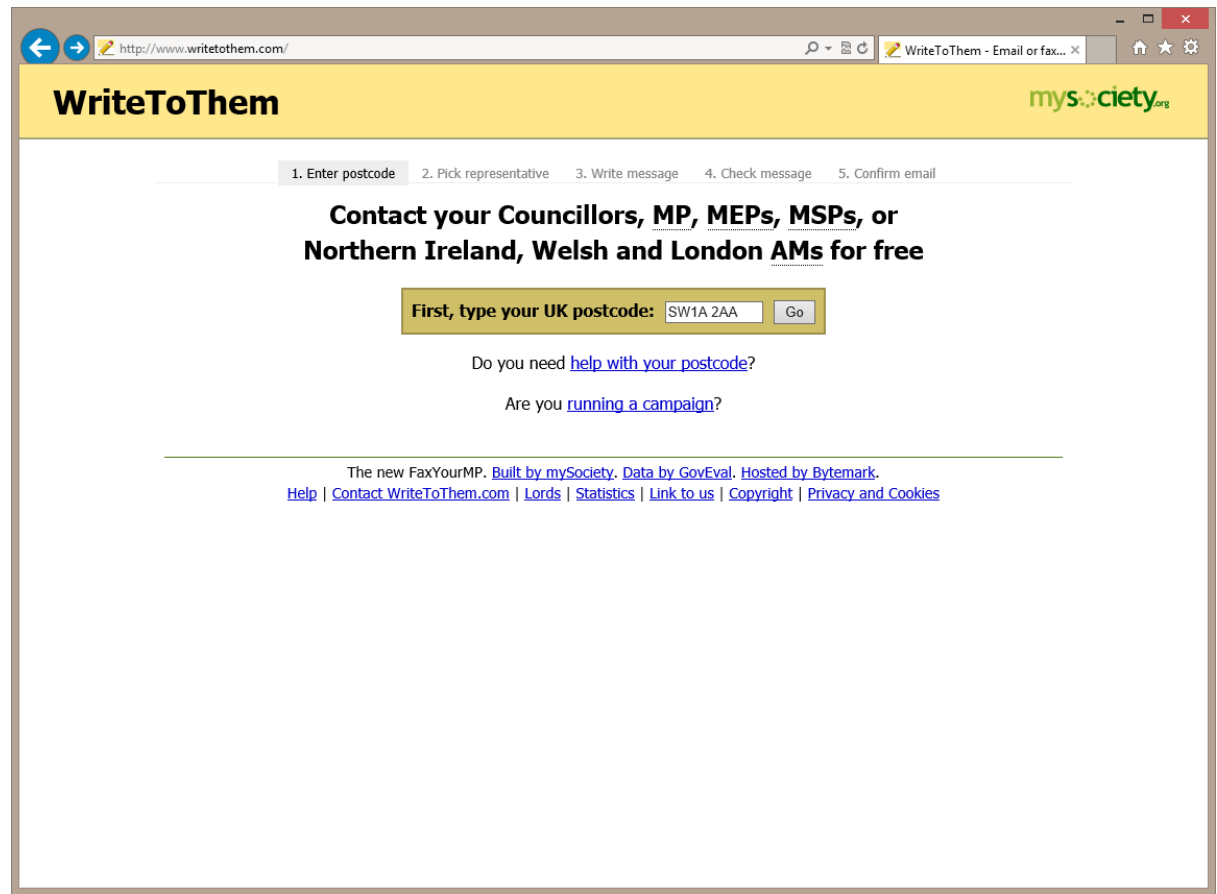 http://www.writetothem.com/
WriteToThem - Email or fax...
WriteToThem
mysociety.org
1. Enter postcode 2. Pick representative 3. Write message 4. Check message 5. Confirm email
Contact your Councillors, MP, MEPs, MSPs, or
Northern Ireland, Welsh and London AMs for free
First, type your UK postcode: SW1A 2AA Go
Do you need help with your postcode?
Are you running a campaign?
The new FaxYourMP. Built by mySociety. Data by GovEval. Hosted by Bytemark.
Help | Contact WriteToThem.com | Lords | Statistics | Link to us | Copyright | Privacy and Cookies